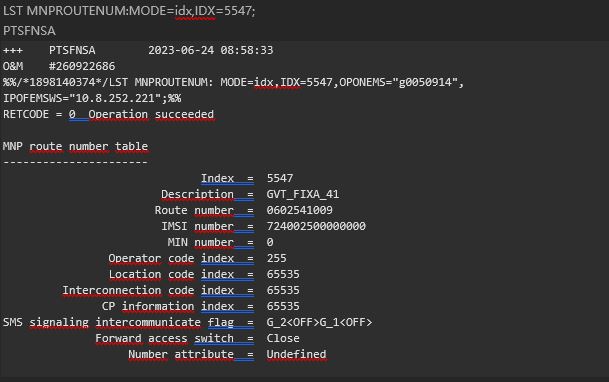 LST MNPROUTENUM:MODE=idx,IDX=5547;
PTSFNSA
+++    PTSFNSA        2023-06-24 08:58:33
O&M    #260922686
%%/*1898140374*/LST MNPROUTENUM: MODE=idx,IDX=5547,OPONEMS="g0050914",
IPOFEMSWS="10.8.252.221";%%
RETCODE = 0  Operation succeeded
MNP route number table
----------------------
Index  =  5547
Description  =  GVT_FIXA_41
Route number  =  0602541009
IMSI number  =  724002500000000
MIN number  =  0
Operator code index  =  255
Location code index  =  65535
Interconnection code index  =  65535
CP information index  =  65535
SMS signaling intercommunicate flag  =  G_2<OFF>G_1<OFF>
Forward access switch  =  Close
Number attribute  =  Undefined